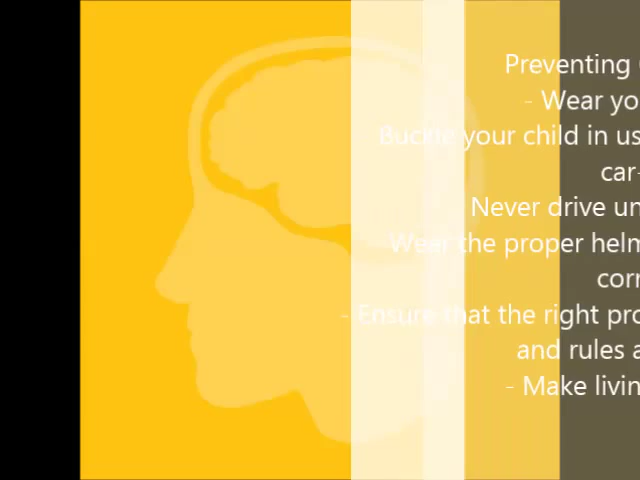 Preventing
- Wear yo
Buckle your child in us
car-
Never drive un
Wear the proper helm
corr
- Ensure that the right pro
and rules a
- Make livin